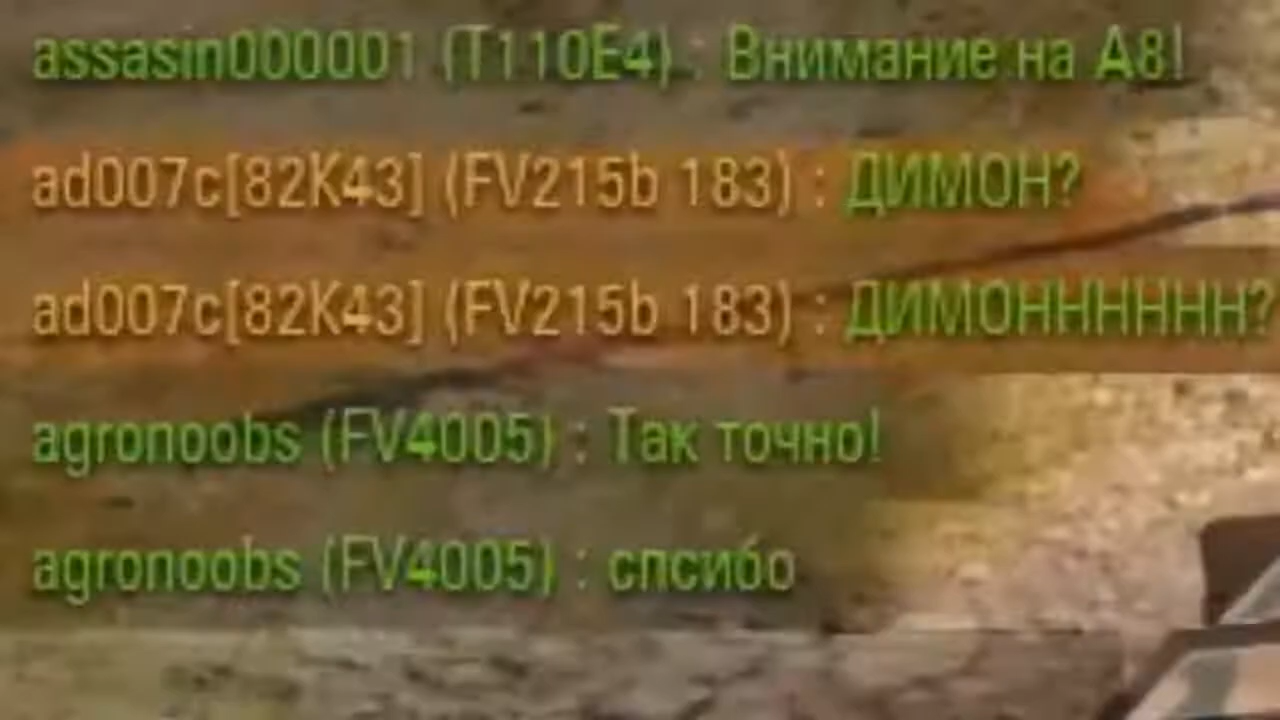 assasin000001 (T110E4) : Внимание на A8!
ad007c[82K43] (FV215b 183) : ДИМОН?
ad007c[82K43] (FV215b 183) : ДИМОНННННН?
agronoobs (FV4005) : Так точно!
agronoobs (FV4005) : спсибо